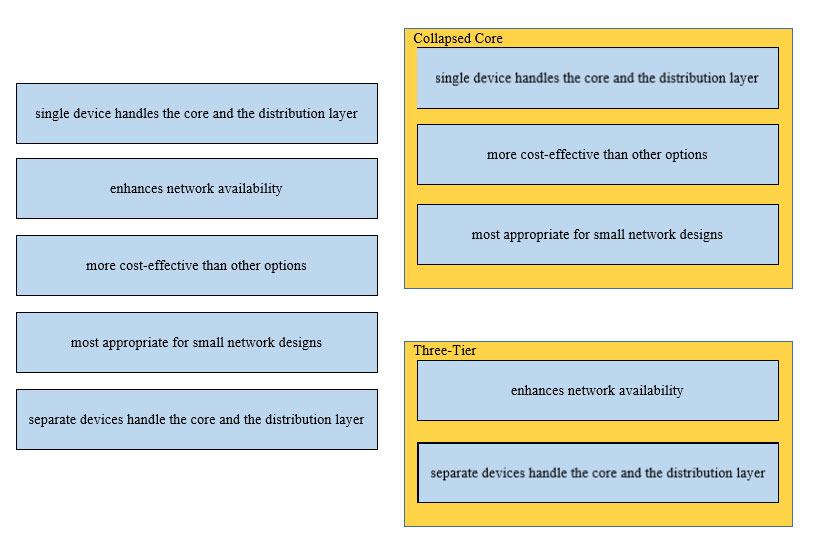 single device handles the core and the distribution layer
enhances network availability
more cost-effective than other options
most appropriate for small network designs
separate devices handle the core and the distribution layer
Collapsed Core
single device handles the core and the distribution layer
more cost-effective than other options
most appropriate for small network designs
Three-Tier
enhances network availability
separate devices handle the core and the distribution layer